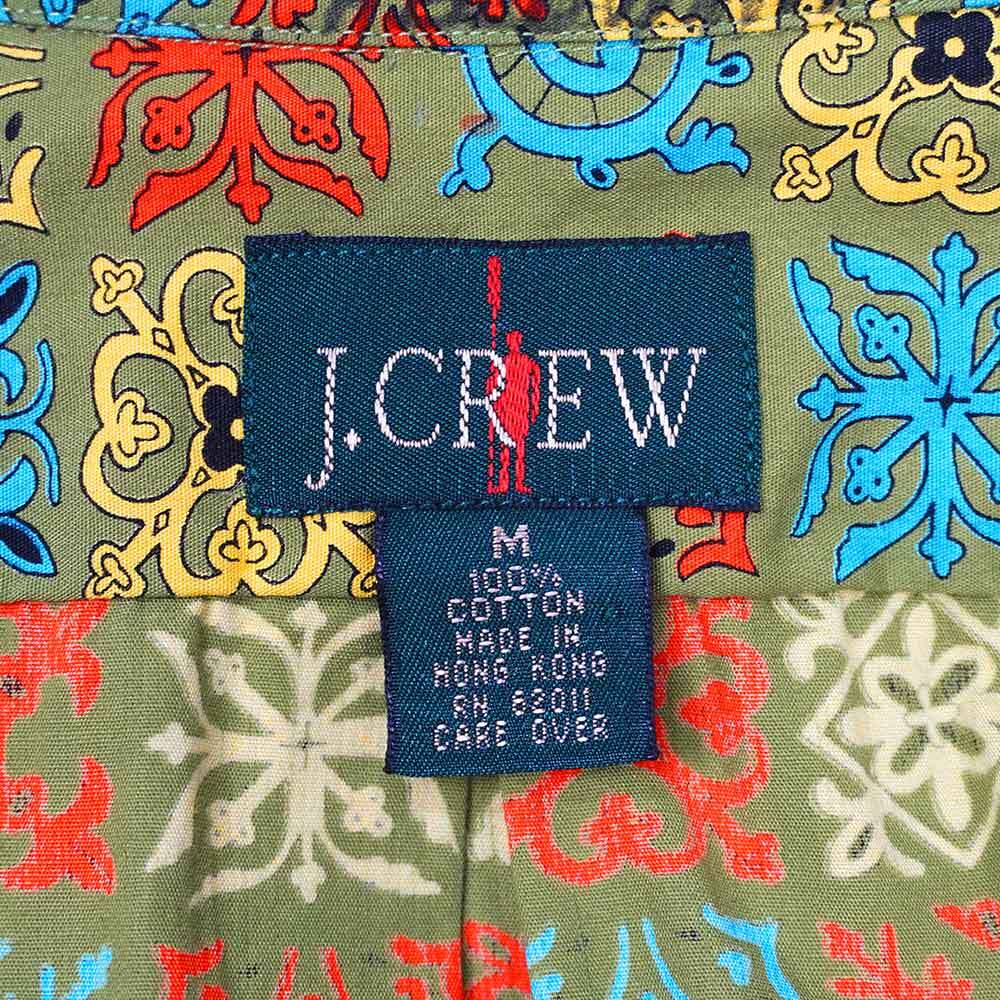 J.CREW
M
100%
COTTON
MADE IN
HONG KONG
RN 62011
CARE OVER